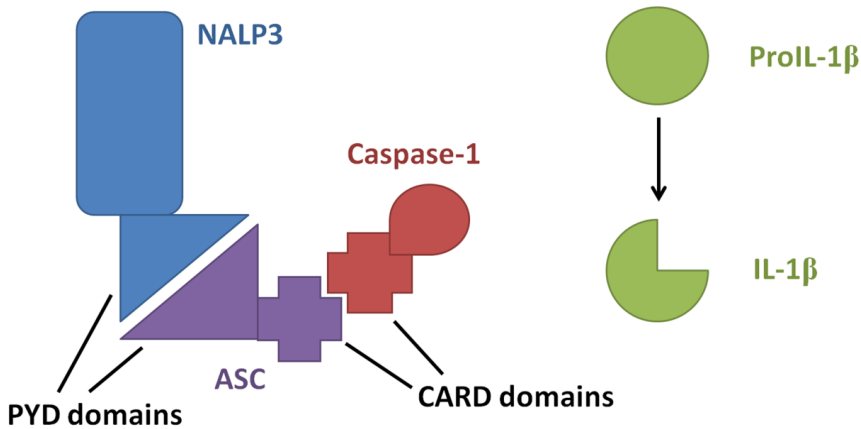 NALP3
ProIL-1β
Caspase-1
IL-1β
ASC
CARD domains
PYD domains